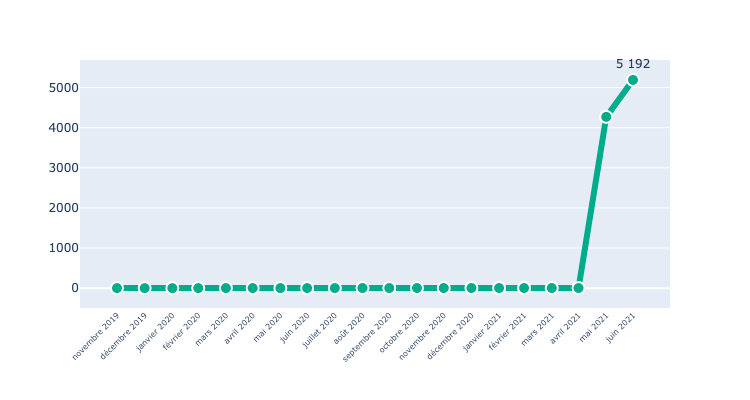 5 192
5000
4000
3000
2000
1000
0
novembre 2019
décembre 2019
janvier 2020
février 2020
mars 2020
avril 2020
mai 2020
juin 2020
juillet 2020
août 2020
septembre 2020
octobre 2020
novembre 2020
décembre 2020
janvier 2021
février 2021
mars 2021
avril 2021
mai 2021
juin 2021